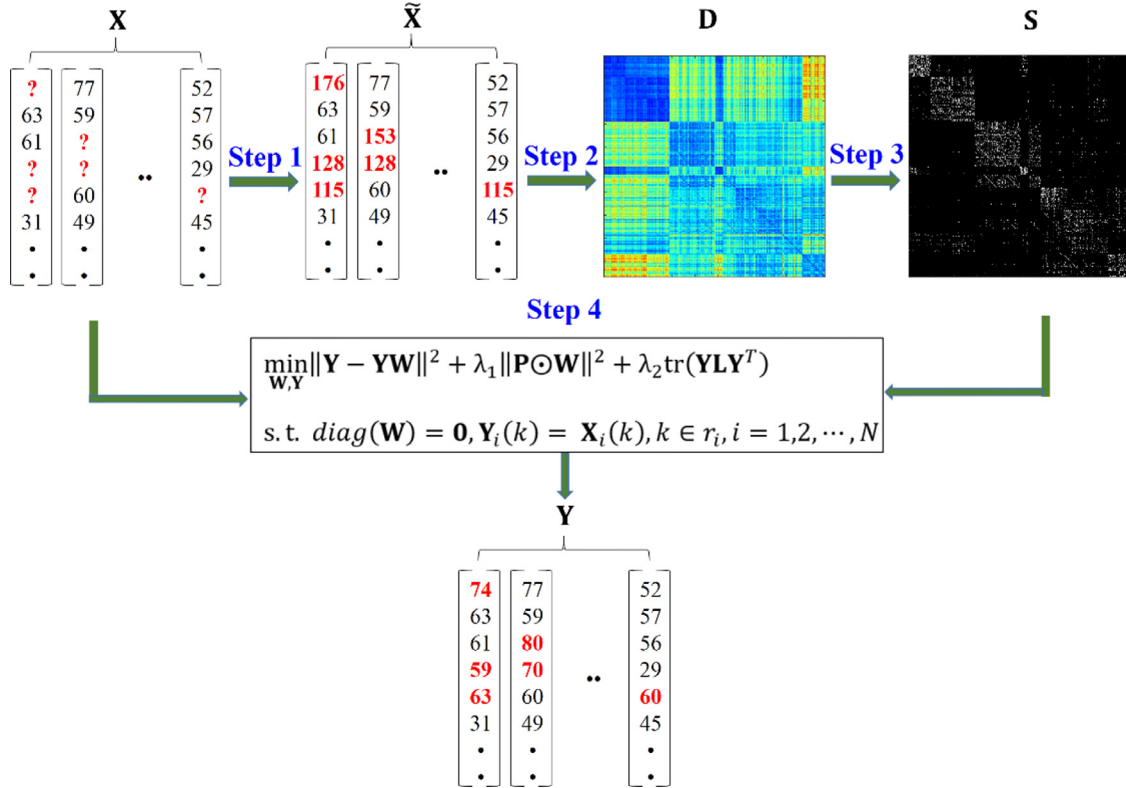 X X̃ D S
? 77 52 176 77 52
63 59 57 63 59 57
61 ? 56 61 153 56
? ? 29 128 128 29
? 60 ? 115 60 115
31 49 45 31 49 45
Step 1 Step 2 Step 3
Step 4
min ‖Y − YW‖² + λ₁‖P⊙W‖² + λ₂tr(YLYᵀ)
W,Y
s. t. diag(W) = 0, Yᵢ(k) = Xᵢ(k), k ∈ rᵢ, i = 1,2, ⋯, N
Y
74 77 52
63 59 57
61 80 56
59 70 29
63 60 60
31 49 45